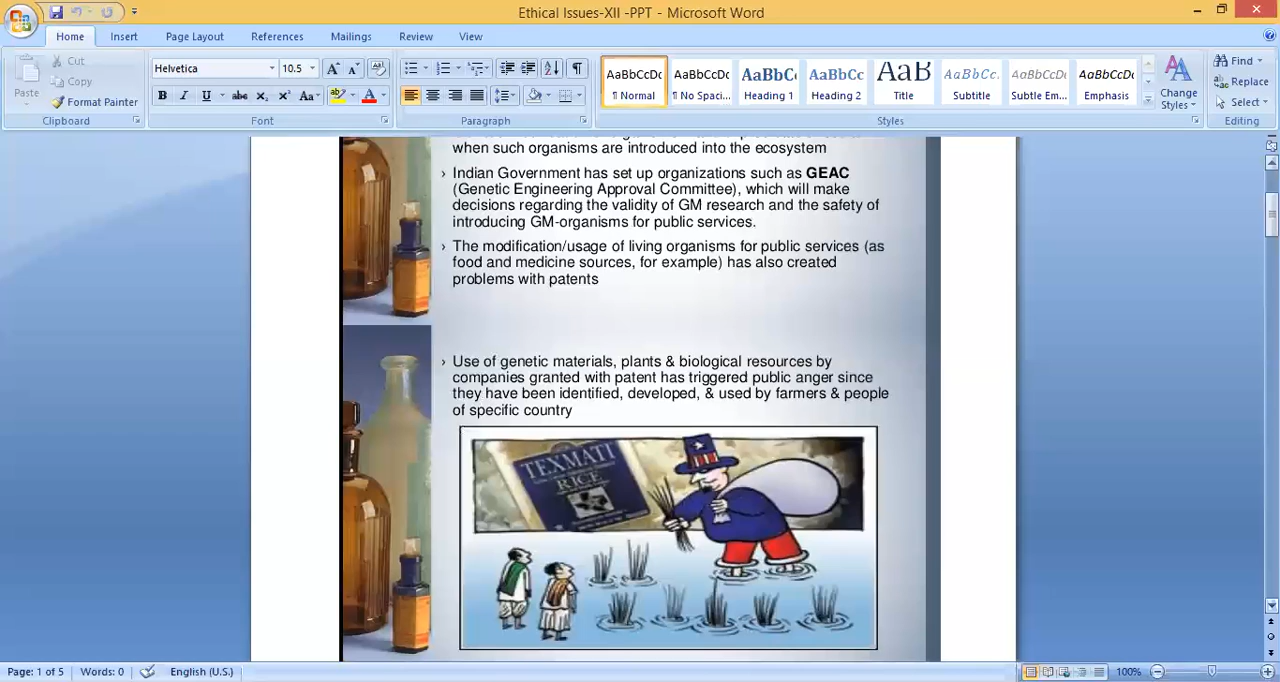 Ethical Issues-XII -PPT - Microsoft Word
Home Insert Page Layout References Mailings Review View
Paste
Cut
Copy
Format Painter
Clipboard
Helvetica 10.5
Font
Paragraph
AaBbCcDc AaBbCcDc AaBbC AaBbCc AaB AaBbCc. AaBbCcDc AaBbCcDc
¶ Normal ¶ No Spaci... Heading 1 Heading 2 Title Subtitle Subtle Em... Emphasis
Change Styles
Styles
Find
Replace
Select
Editing
when such organisms are introduced into the ecosystem
› Indian Government has set up organizations such as GEAC
(Genetic Engineering Approval Committee), which will make
decisions regarding the validity of GM research and the safety of
introducing GM-organisms for public services.
› The modification/usage of living organisms for public services (as
food and medicine sources, for example) has also created
problems with patents
› Use of genetic materials, plants & biological resources by
companies granted with patent has triggered public anger since
they have been identified, developed, & used by farmers & people
of specific country
TEXMATI
RICE
Page: 1 of 5 Words: 0 English (U.S.) 100%